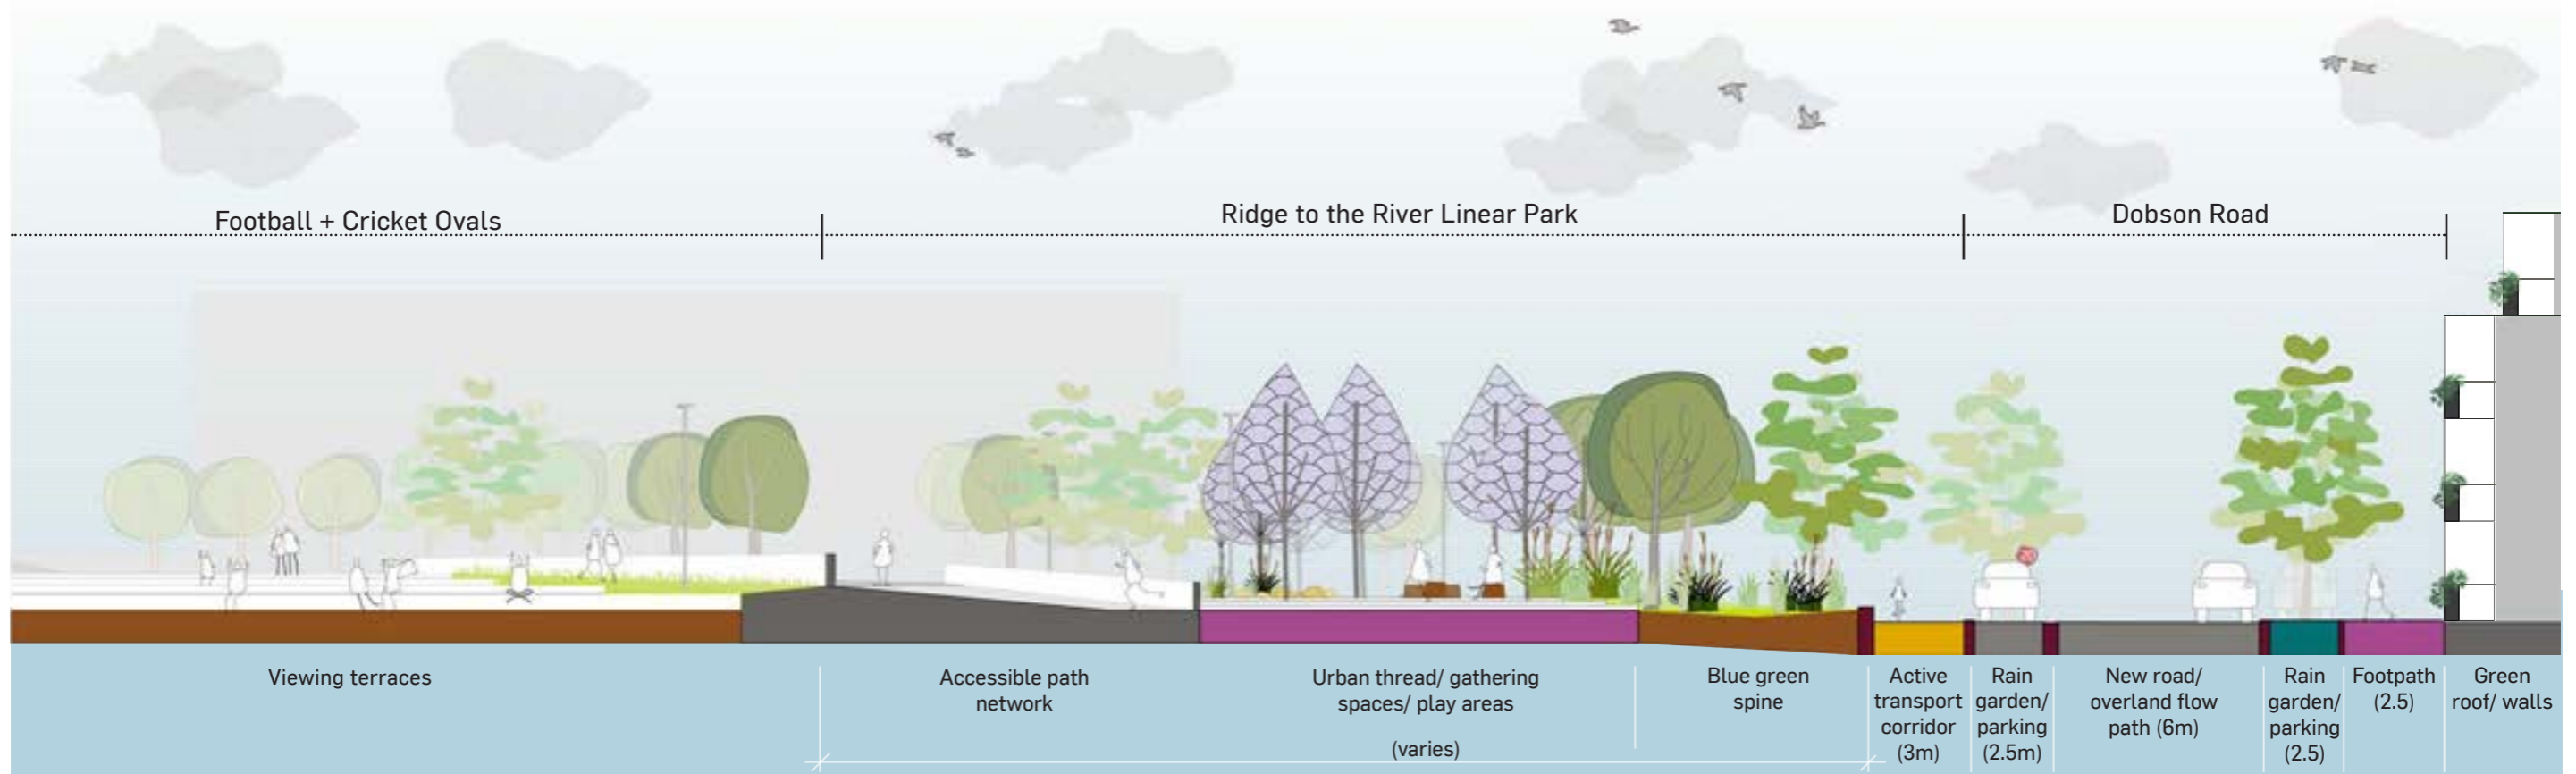 Football + Cricket Ovals
Ridge to the River Linear Park
Dobson Road
Viewing terraces
Accessible path
network
Urban thread/ gathering
spaces/ play areas
(varies)
Blue green
spine
Active
transport
corridor
(3m)
Rain
garden/
parking
(2.5m)
New road/
overland flow
path (6m)
Rain
garden/
parking
(2.5)
Footpath
(2.5)
Green
roof/ walls